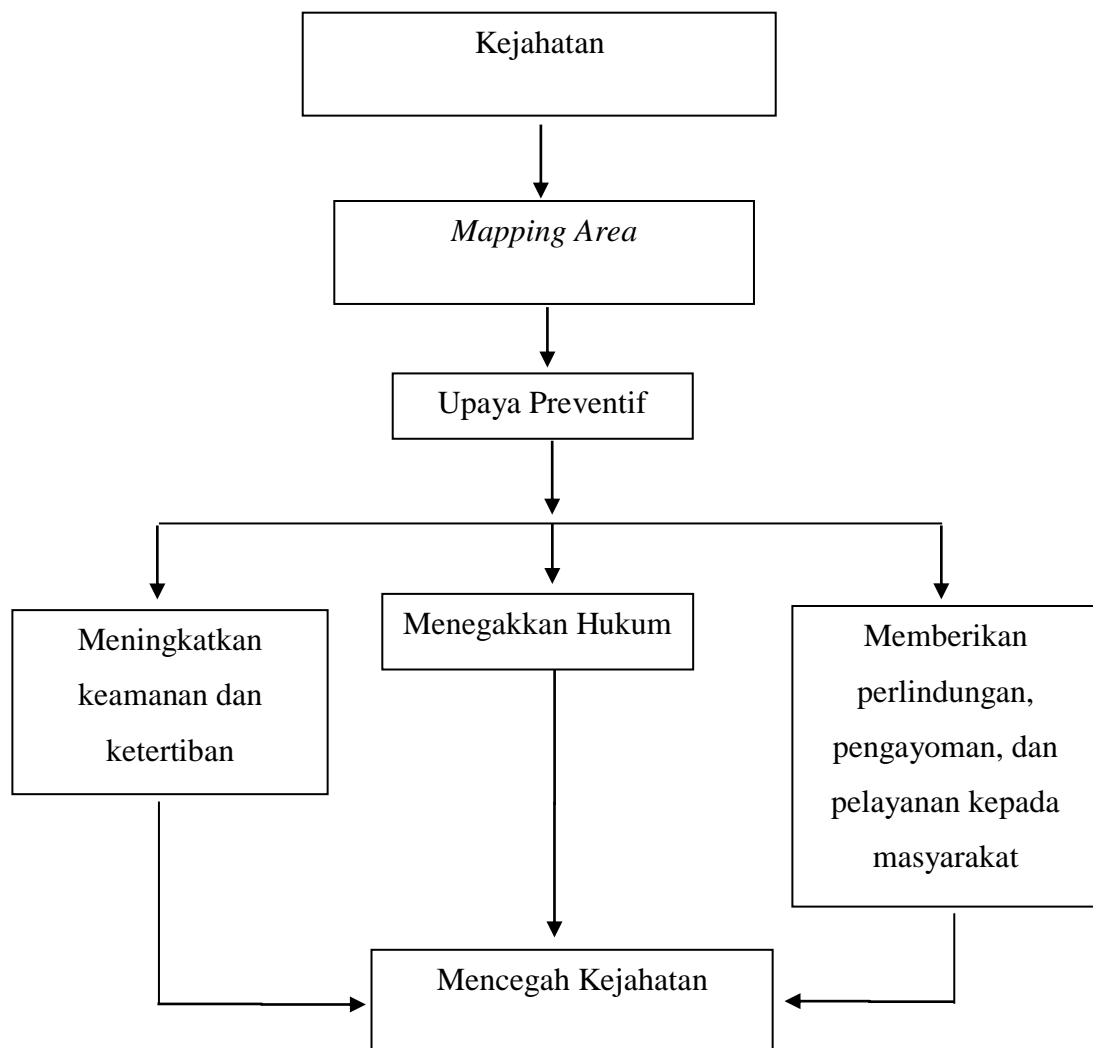 Kejahatan
Mapping Area
Upaya Preventif
Meningkatkan
keamanan dan
ketertiban
Menegakkan Hukum
Memberikan
perlindungan,
pengayoman, dan
pelayanan kepada
masyarakat
Mencegah Kejahatan